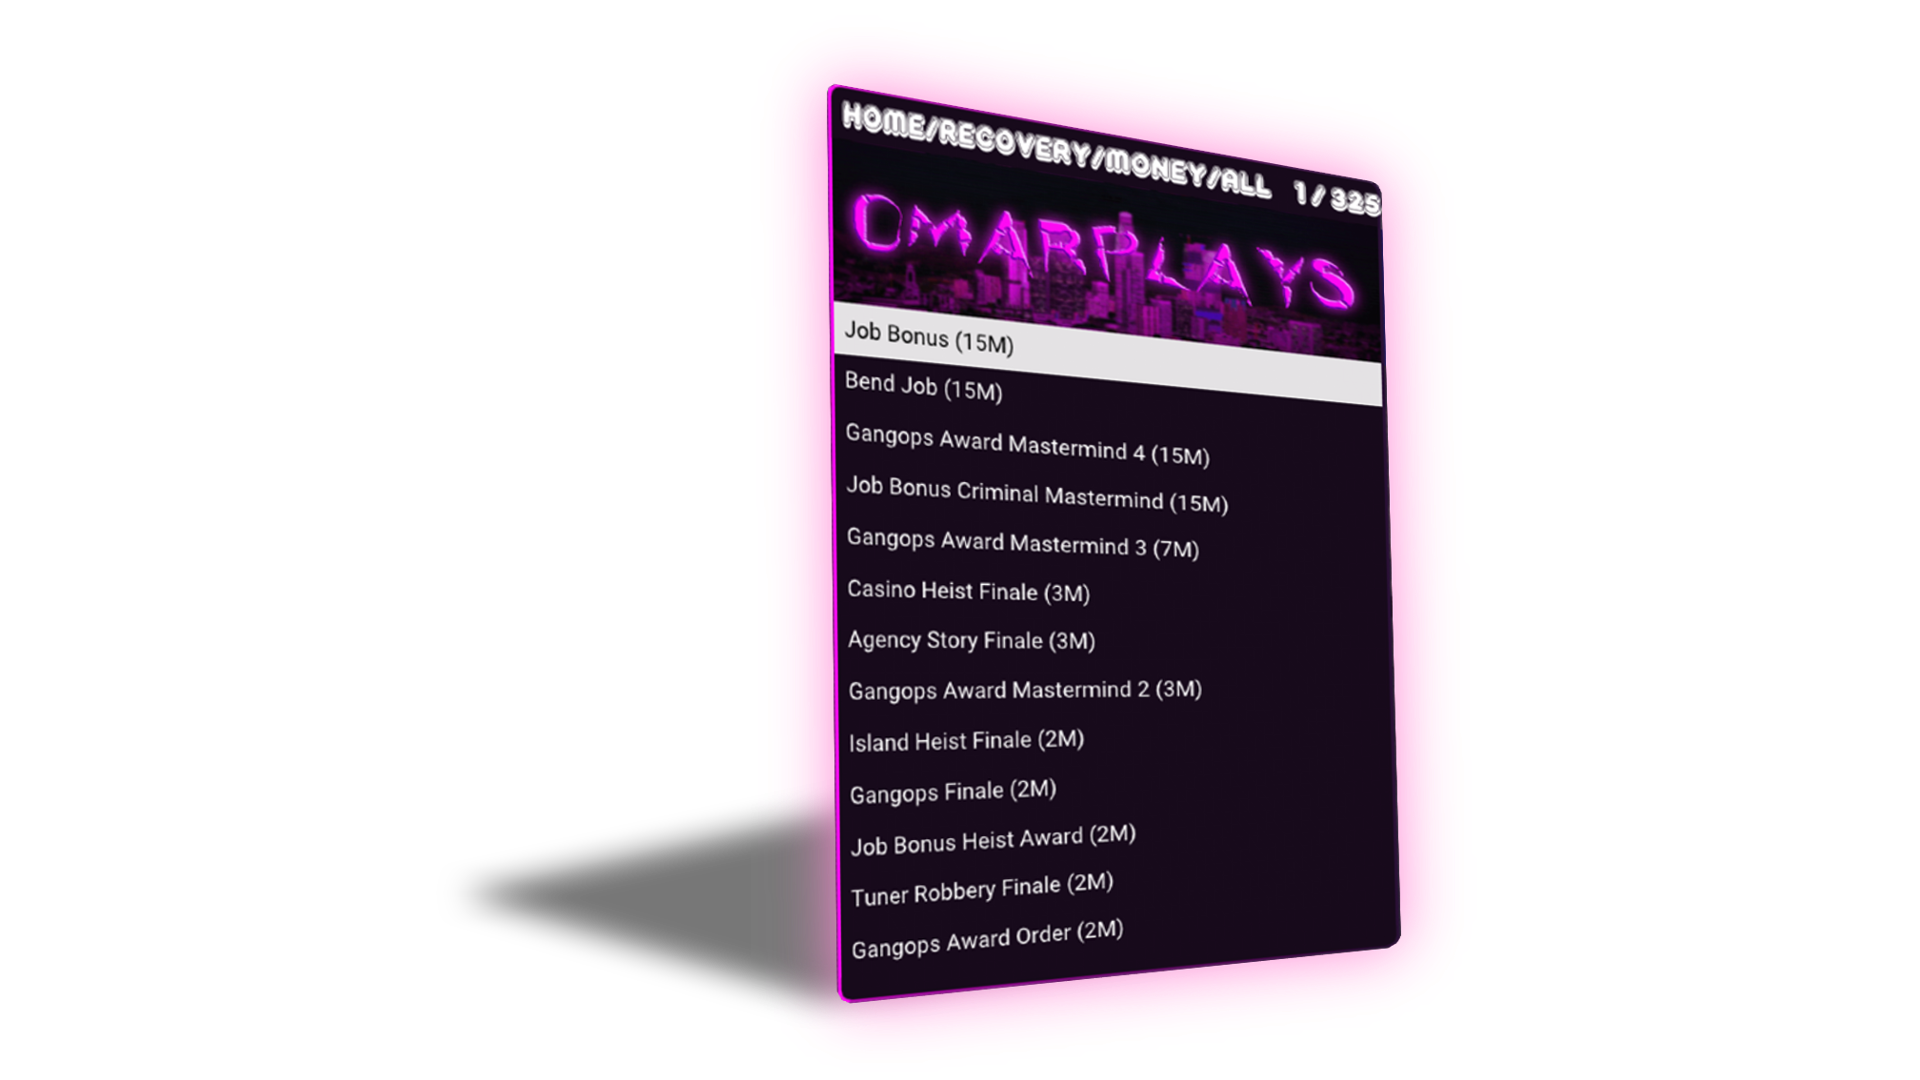 HOME/RECOVERY/MONEY/ALL 1/325
OMARPLAYS
Job Bonus (15M)
Bend Job (15M)
Gangops Award Mastermind 4 (15M)
Job Bonus Criminal Mastermind (15M)
Gangops Award Mastermind 3 (7M)
Casino Heist Finale (3M)
Agency Story Finale (3M)
Gangops Award Mastermind 2 (3M)
Island Heist Finale (2M)
Gangops Finale (2M)
Job Bonus Heist Award (2M)
Tuner Robbery Finale (2M)
Gangops Award Order (2M)